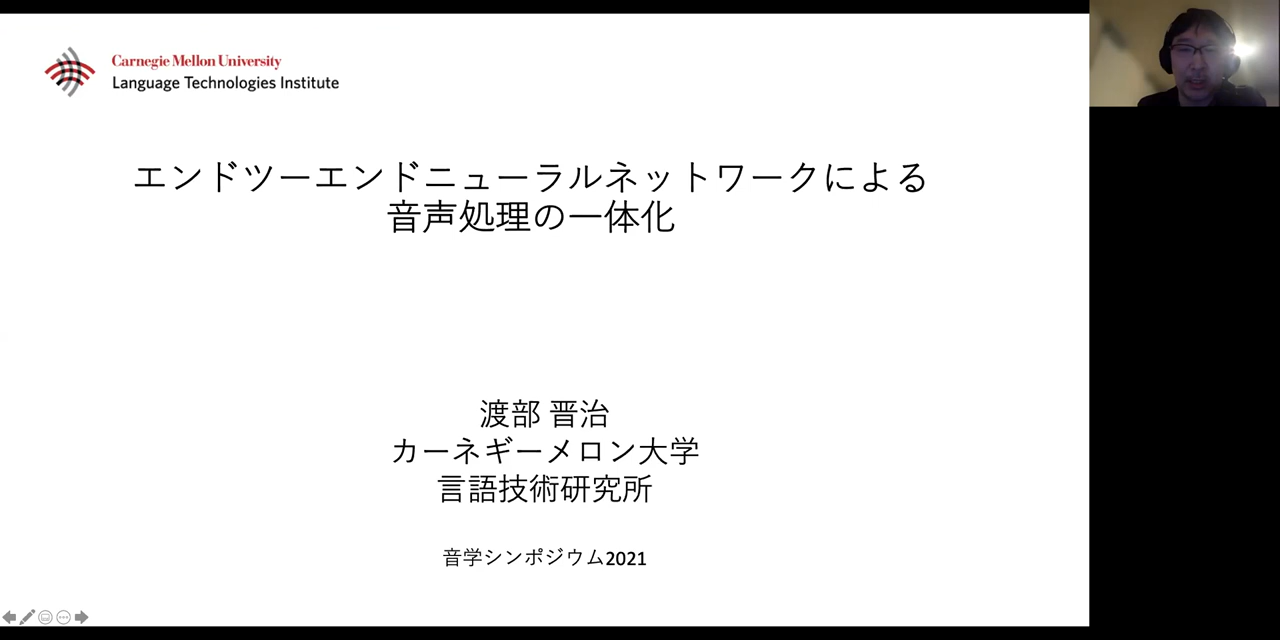 Carnegie Mellon University
Language Technologies Institute
エンドツーエンドニューラルネットワークによる
音声処理の一体化
渡部 晋治
カーネギーメロン大学
言語技術研究所
音学シンポジウム2021